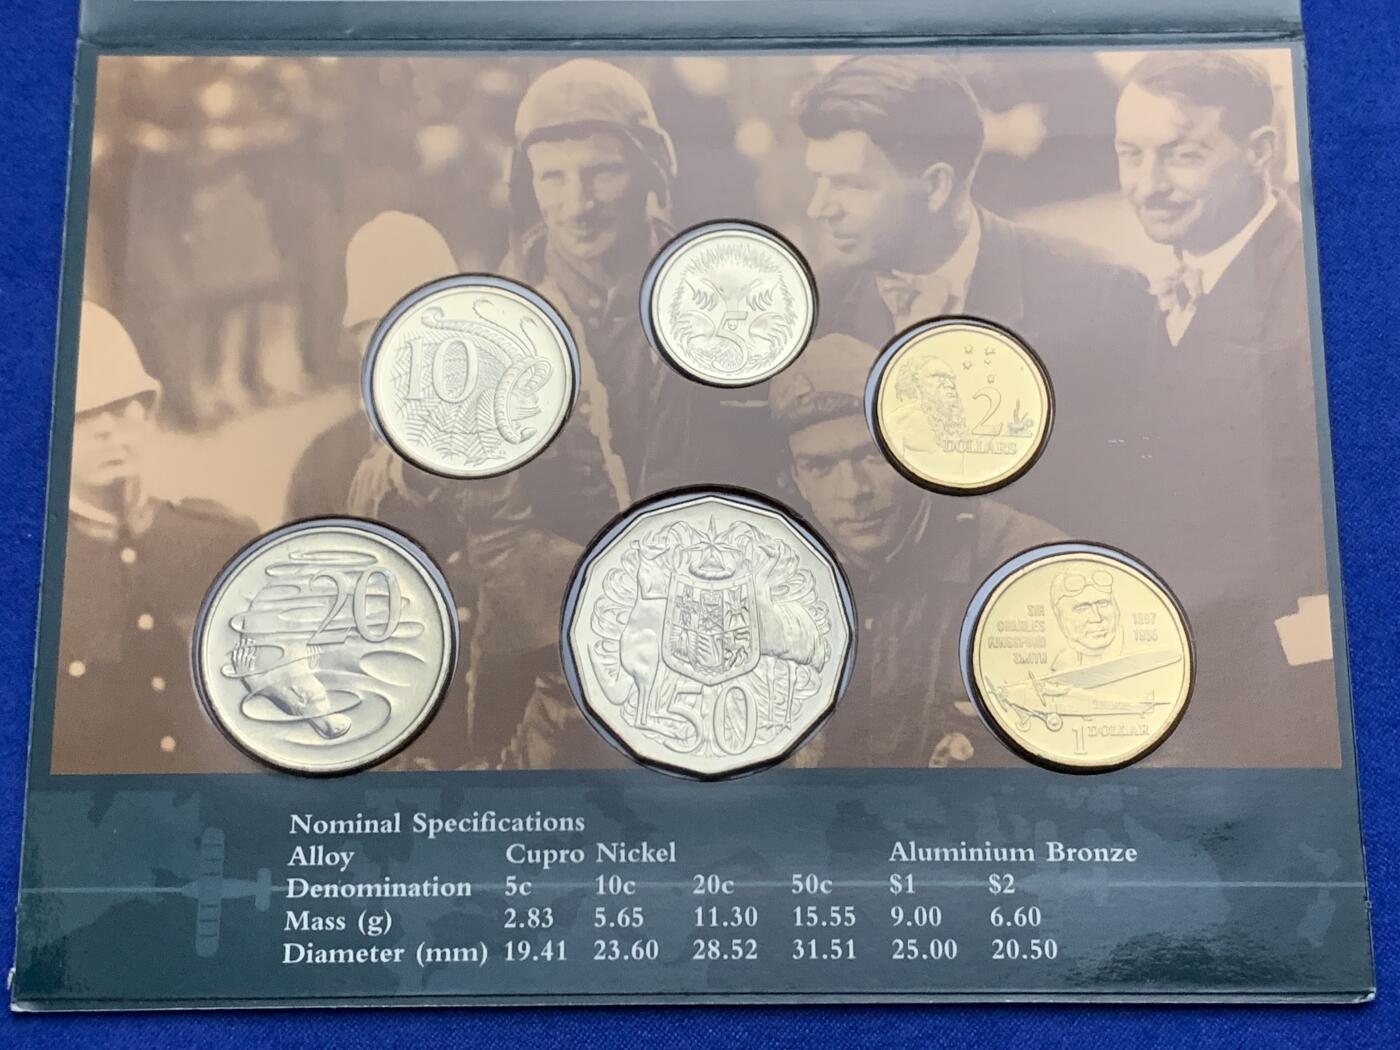 5
10
2
DOLLARS
20
50
SIR
CHARLES
KINGSFORD
SMITH
1897
1935
1 DOLLAR
Nominal Specifications
Alloy Cupro Nickel Aluminium Bronze
Denomination 5c 10c 20c 50c $1 $2
Mass (g) 2.83 5.65 11.30 15.55 9.00 6.60
Diameter (mm) 19.41 23.60 28.52 31.51 25.00 20.50